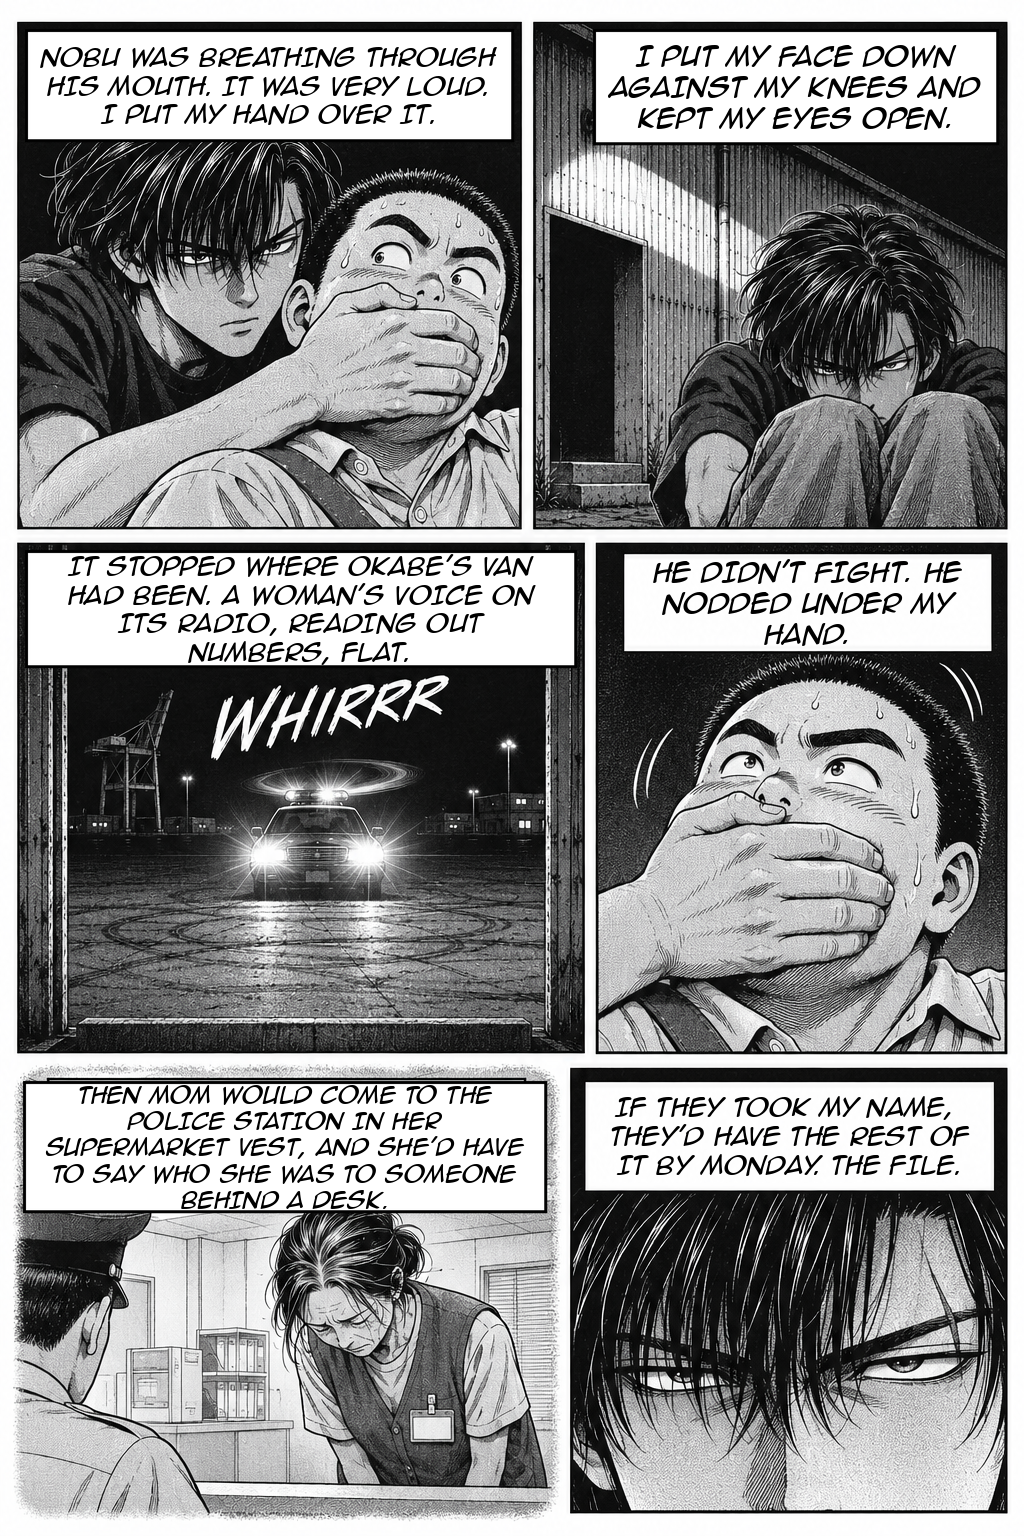 NOBU WAS BREATHING THROUGH
HIS MOUTH. IT WAS VERY LOUD.
I PUT MY HAND OVER IT.
I PUT MY FACE DOWN
AGAINST MY KNEES AND
KEPT MY EYES OPEN.
IT STOPPED WHERE OKABE'S VAN
HAD BEEN. A WOMAN'S VOICE ON
ITS RADIO, READING OUT
NUMBERS, FLAT.
WHIRRR
HE DIDN'T FIGHT. HE
NODDED UNDER MY
HAND.
THEN MOM WOULD COME TO THE
POLICE STATION IN HER
SUPERMARKET VEST, AND SHE'D HAVE
TO SAY WHO SHE WAS TO SOMEONE
BEHIND A DESK.
IF THEY TOOK MY NAME,
THEY'D HAVE THE REST OF
IT BY MONDAY. THE FILE.